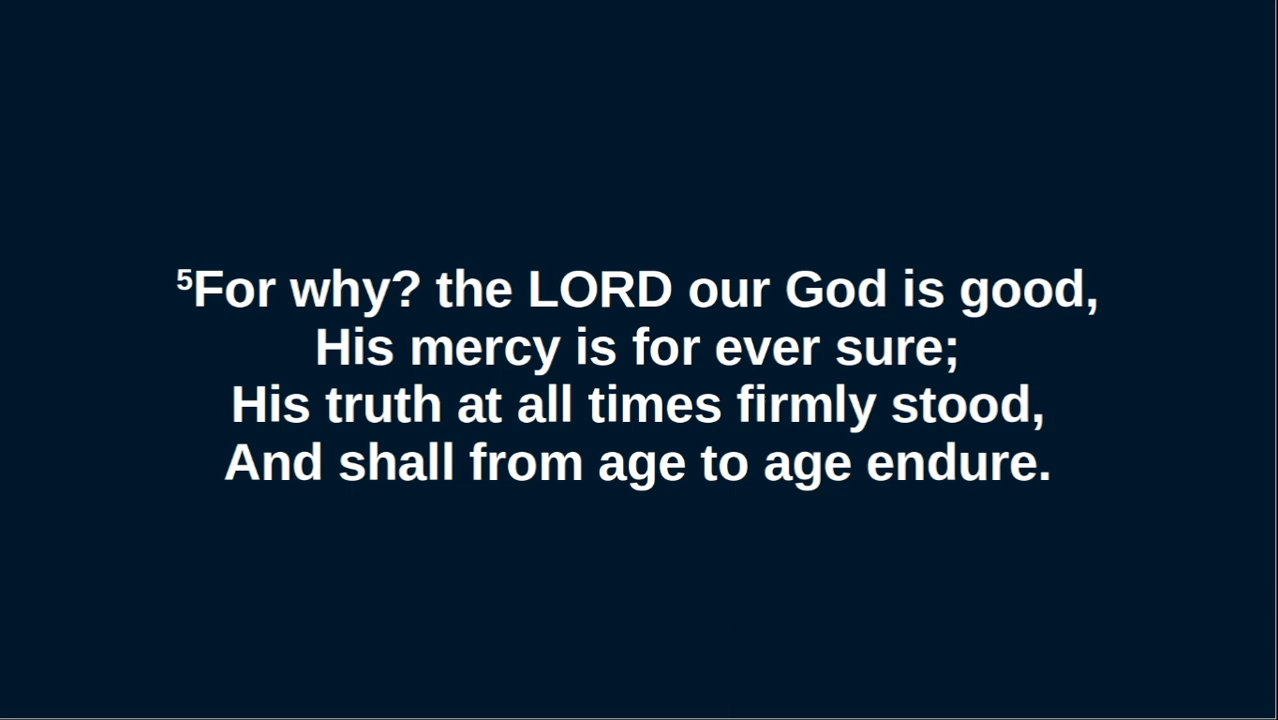 ⁵For why? the LORD our God is good,
His mercy is for ever sure;
His truth at all times firmly stood,
And shall from age to age endure.